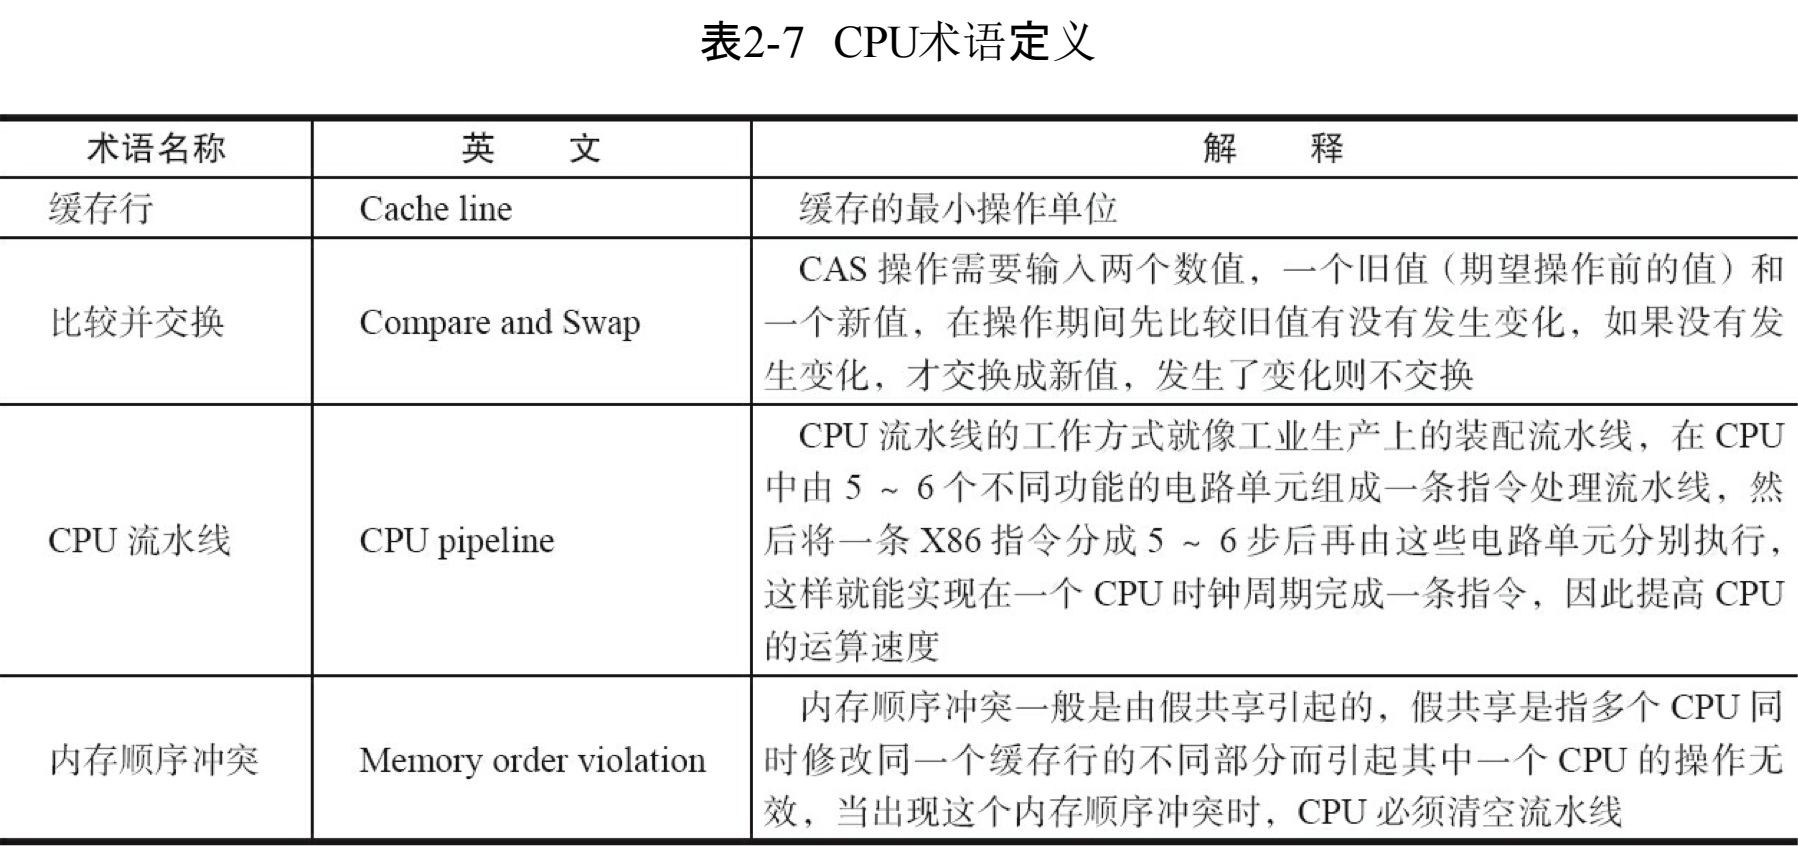 表2-7 CPU术语定义
术语名称 英 文 解 释
缓存行 Cache line 缓存的最小操作单位
比较并交换 Compare and Swap
CAS 操作需要输入两个数值，一个旧值（期望操作前的值）和
一个新值，在操作期间先比较旧值有没有发生变化，如果没有发
生变化，才交换成新值，发生了变化则不交换
CPU 流水线 CPU pipeline
CPU 流水线的工作方式就像工业生产上的装配流水线，在 CPU
中由 5 ~ 6 个不同功能的电路单元组成一条指令处理流水线，然
后将一条 X86 指令分成 5 ~ 6 步后再由这些电路单元分别执行，
这样就能实现在一个 CPU 时钟周期完成一条指令，因此提高 CPU
的运算速度
内存顺序冲突 Memory order violation
内存顺序冲突一般是由假共享引起的，假共享是指多个 CPU 同
时修改同一个缓存行的不同部分而引起其中一个 CPU 的操作无
效，当出现这个内存顺序冲突时，CPU 必须清空流水线